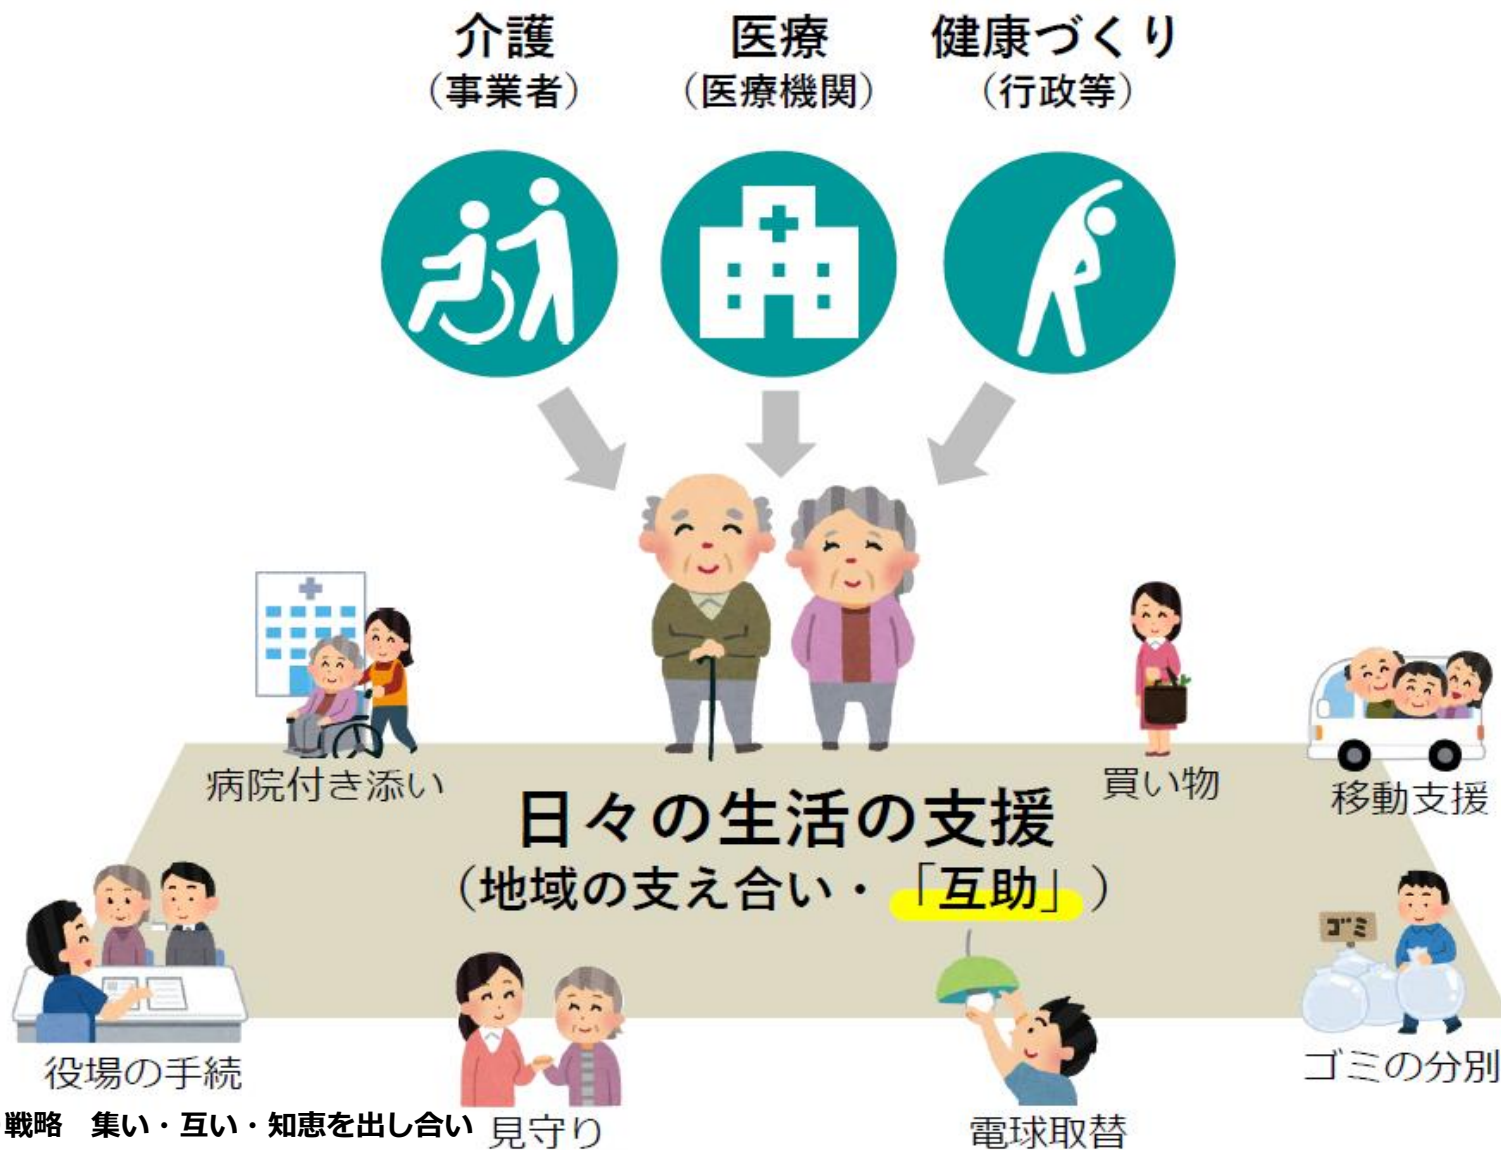 介護
（事業者）
医療
（医療機関）
健康づくり
（行政等）
病院付き添い
買い物
移動支援
日々の生活の支援
（地域の支え合い・「互助」）
ゴミ
役場の手続
見守り
電球取替
ゴミの分別
戦略　集い・互い・知恵を出し合い